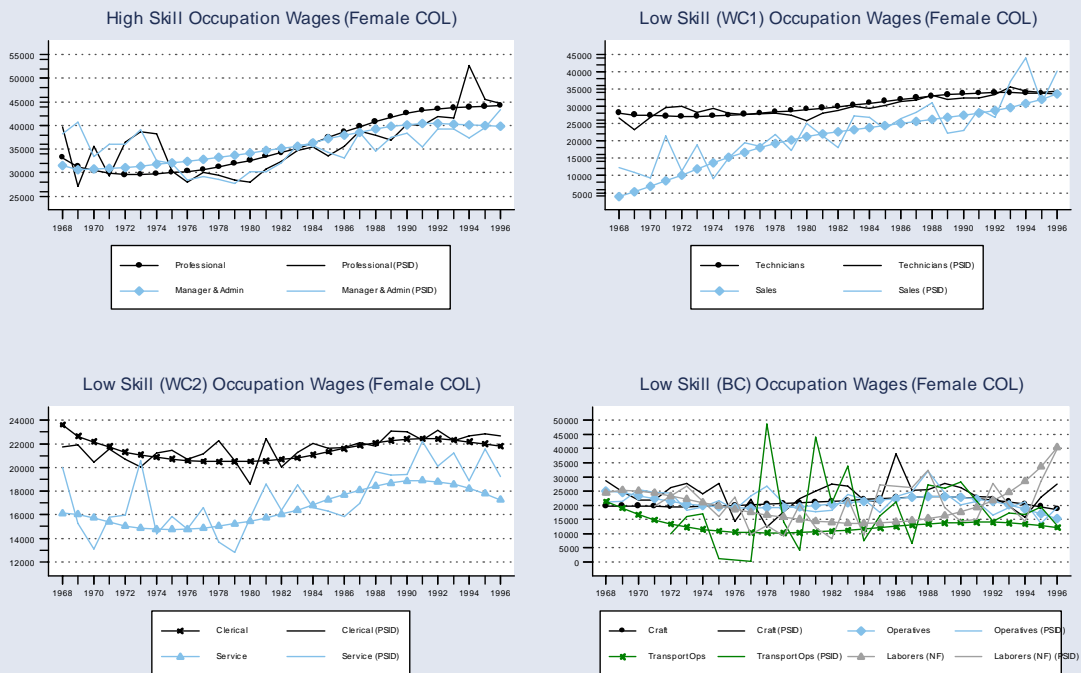 High Skill Occupation Wages (Female COL)
55000
50000
45000
40000
35000
30000
25000
1968 1970 1972 1974 1976 1978 1980 1982 1984 1986 1988 1990 1992 1994 1996
Professional Professional (PSID)
Manager & Admin Manager & Admin (PSID)
Low Skill (WC1) Occupation Wages (Female COL)
45000
40000
35000
30000
25000
20000
15000
10000
5000
1968 1970 1972 1974 1976 1978 1980 1982 1984 1986 1988 1990 1992 1994 1996
Technicians Technicians (PSID)
Sales Sales (PSID)
Low Skill (WC2) Occupation Wages (Female COL)
24000
22000
20000
18000
16000
14000
12000
1968 1970 1972 1974 1976 1978 1980 1982 1984 1986 1988 1990 1992 1994 1996
Clerical Clerical (PSID)
Service Service (PSID)
Low Skill (BC) Occupation Wages (Female COL)
50000
45000
40000
35000
30000
25000
20000
15000
10000
5000
0
1968 1970 1972 1974 1976 1978 1980 1982 1984 1986 1988 1990 1992 1994 1996
Craft Craft (PSID) Operatives Operatives (PSID)
Transport Ops Transport Ops (PSID) Laborers (NF) Laborers (NF) (PSID)